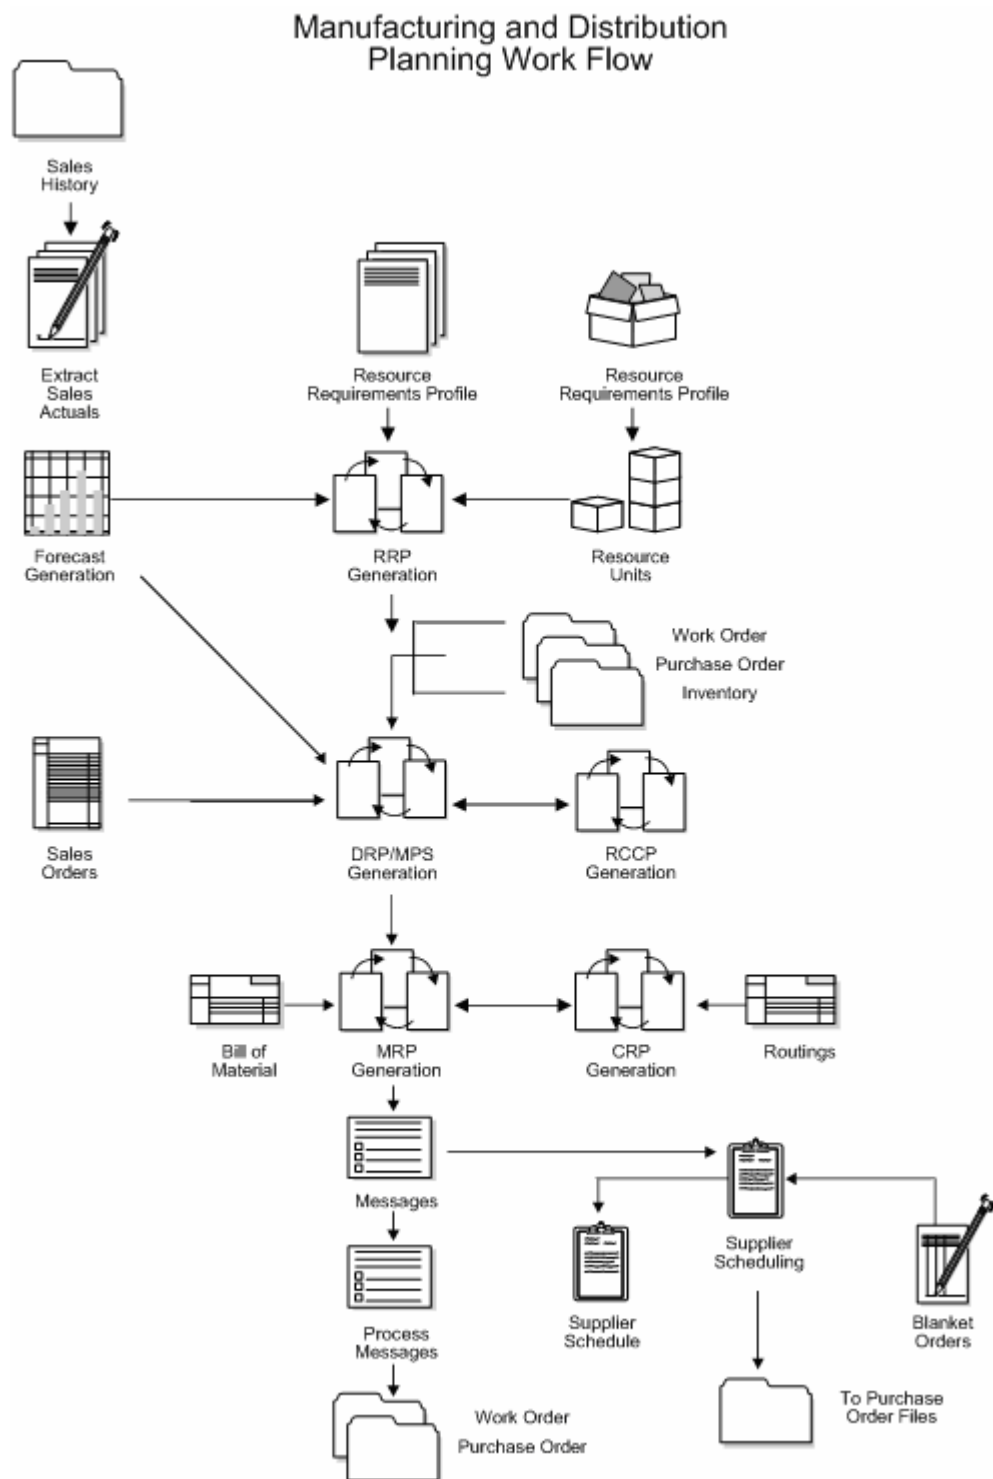 Manufacturing and Distribution
Planning Work Flow
Sales
History
Extract
Sales
Actuals
Resource
Requirements Profile
Resource
Requirements Profile
Forecast
Generation
RRP
Generation
Resource
Units
Work Order
Purchase Order
Inventory
Sales
Orders
DRP/MPS
Generation
RCCP
Generation
Bill of
Material
MRP
Generation
CRP
Generation
Routings
Messages
Supplier
Scheduling
Process
Messages
Supplier
Schedule
Blanket
Orders
Work Order
Purchase Order
To Purchase
Order Files